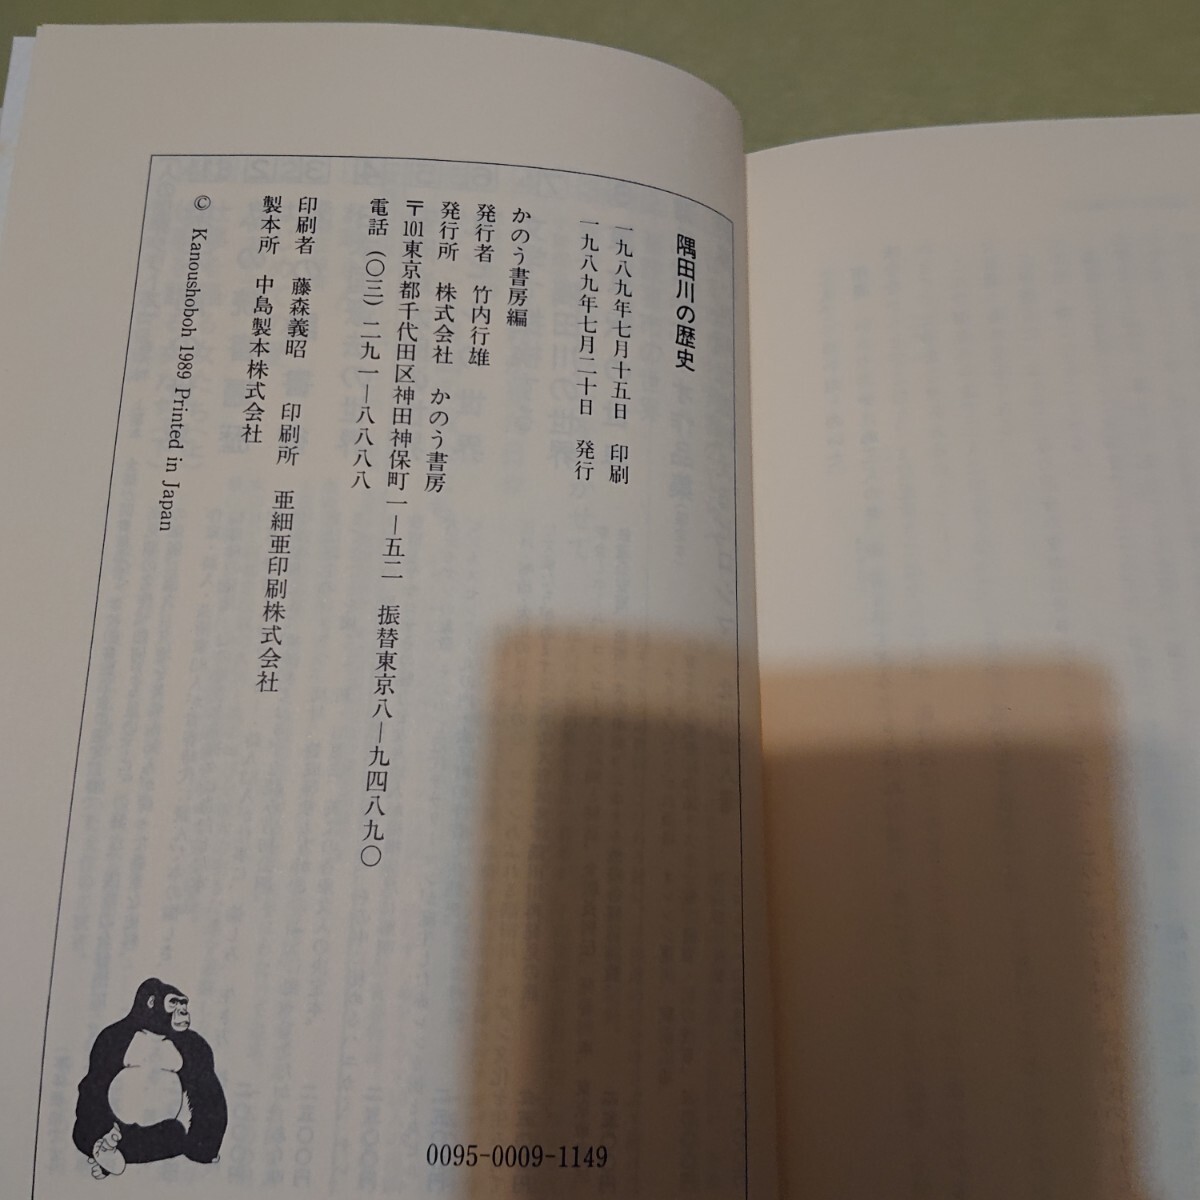 隅田川の歴史
一九八九年七月十五日　印刷
一九八九年七月二十日　発行
かのう書房編
発行者　竹内行雄
発行所　株式会社　かのう書房
〒101東京都千代田区神田神保町一―五二　振替東京八―九四八九〇
電話（〇三）二九一―八八八八
印刷者　藤森義昭　印刷所　亜細亜印刷株式会社
製本所　中島製本株式会社
© Kanoushoboh 1989 Printed in Japan
0095-0009-1149